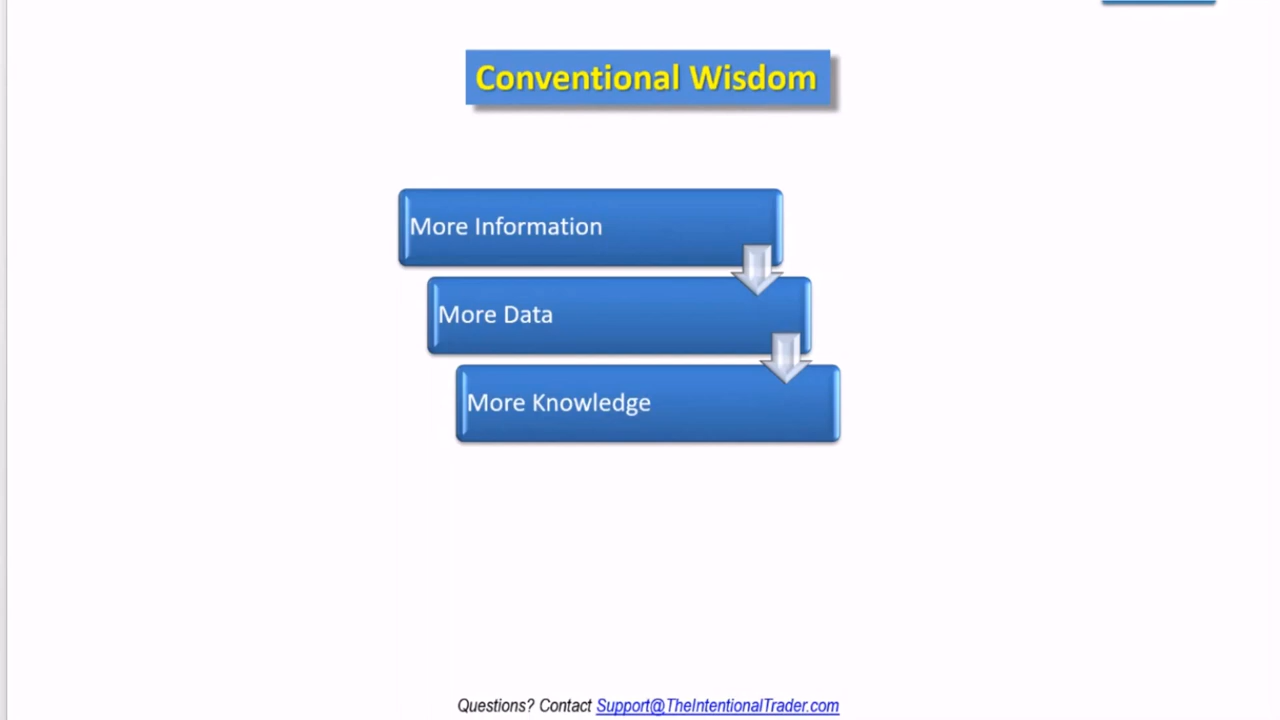 Conventional Wisdom
More Information
More Data
More Knowledge
Questions? Contact Support@TheIntentionalTrader.com